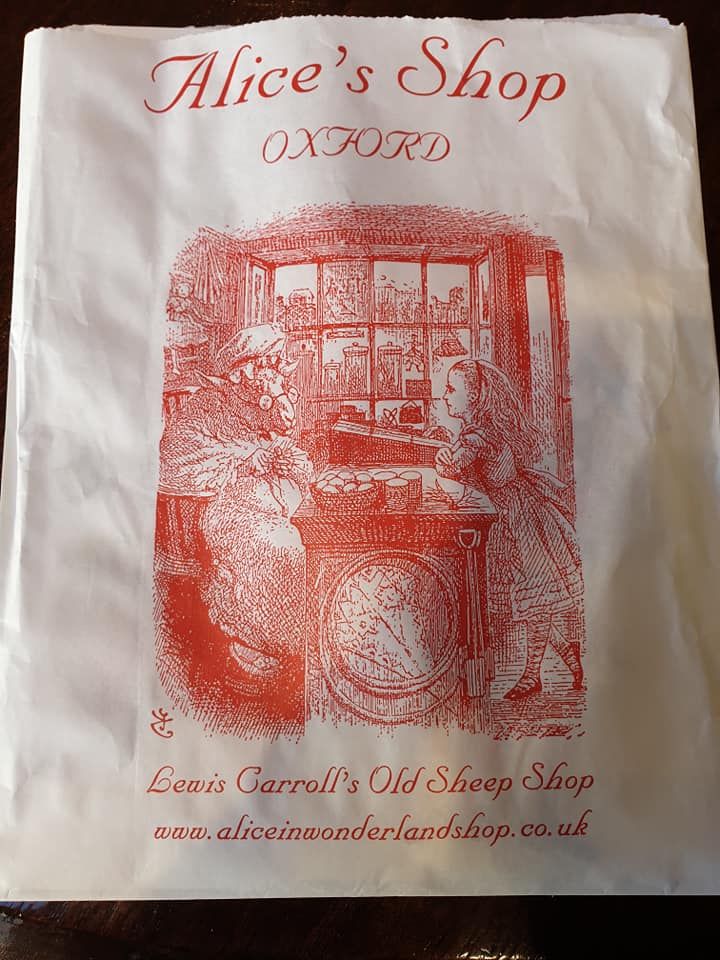 Alice's Shop
OXFORD
Lewis Carroll's Old Sheep Shop
www.aliceinwonderlandshop.co.uk